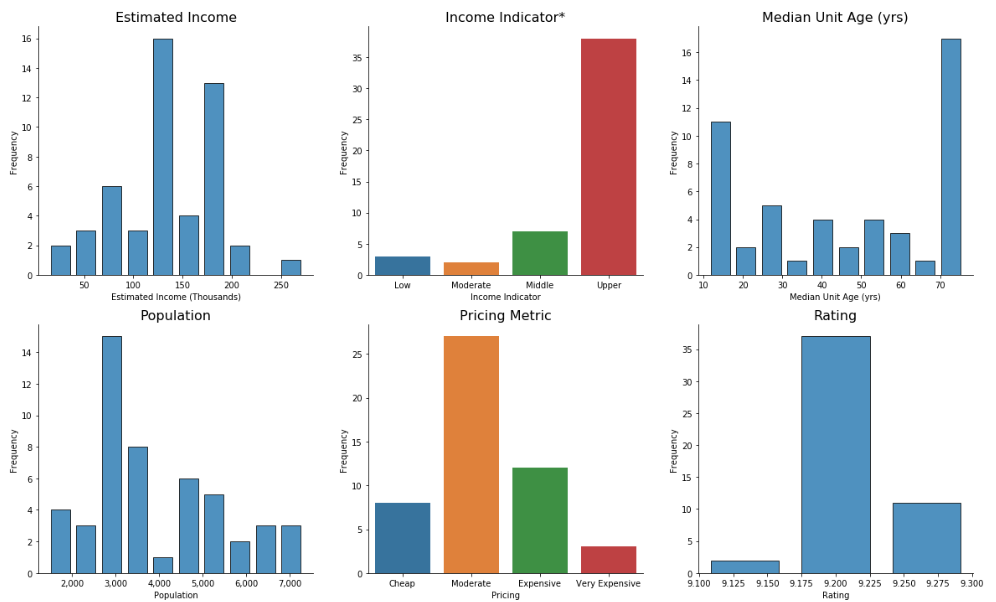 Estimated Income
Frequency
16
14
12
10
8
6
4
2
0
50 100 150 200 250
Estimated Income (Thousands)
Income Indicator*
Frequency
35
30
25
20
15
10
5
0
Low Moderate Middle Upper
Income Indicator
Median Unit Age (yrs)
Frequency
16
14
12
10
8
6
4
2
0
10 20 30 40 50 60 70
Median Unit Age (yrs)
Population
Frequency
14
12
10
8
6
4
2
0
2,000 3,000 4,000 5,000 6,000 7,000
Population
Pricing Metric
Frequency
25
20
15
10
5
0
Cheap Moderate Expensive Very Expensive
Pricing
Rating
Frequency
35
30
25
20
15
10
5
0
9.100 9.125 9.150 9.175 9.200 9.225 9.250 9.275 9.300
Rating